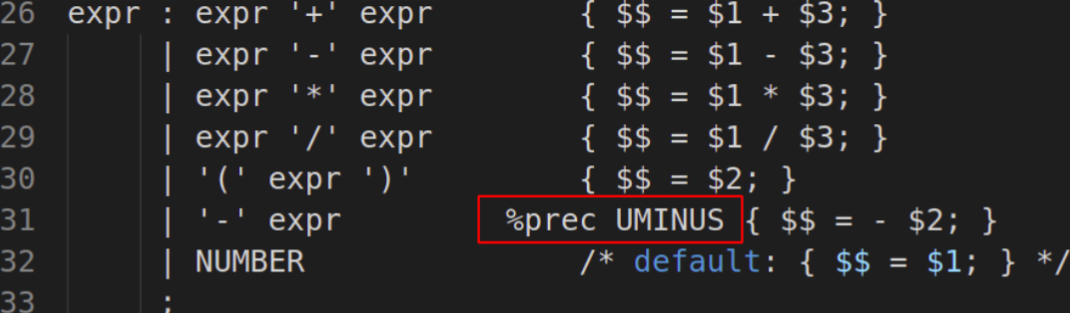 26 expr : expr '+' expr { $$ = $1 + $3; }
27 | expr '-' expr { $$ = $1 - $3; }
28 | expr '*' expr { $$ = $1 * $3; }
29 | expr '/' expr { $$ = $1 / $3; }
30 | '(' expr ')' { $$ = $2; }
31 | '-' expr %prec UMINUS { $$ = - $2; }
32 | NUMBER /* default: { $$ = $1; } */
33 ;